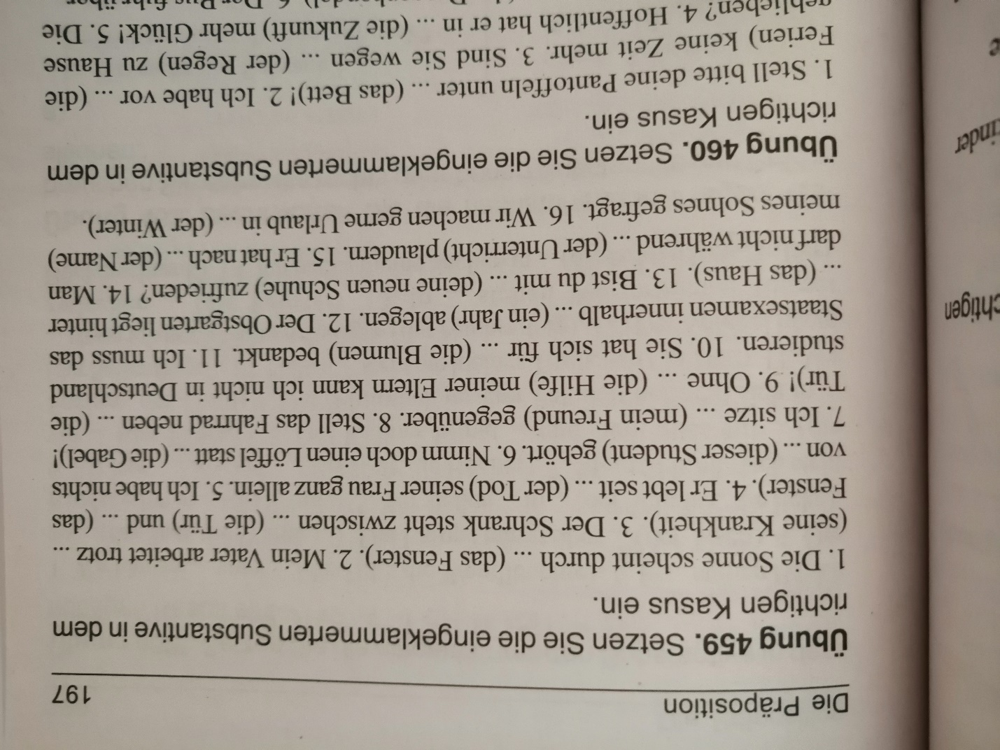 Die Präposition 197
Übung 459. Setzen Sie die eingeklammerten Substantive in dem
richtigen Kasus ein.
1. Die Sonne scheint durch ... (das Fenster). 2. Mein Vater arbeitet trotz ...
(seine Krankheit). 3. Der Schrank steht zwischen ... (die Tür) und ... (das
Fenster). 4. Er lebt seit ... (der Tod) seiner Frau ganz allein. 5. Ich habe nichts
von ... (dieser Student) gehört. 6. Nimm doch einen Löffel statt ... (die Gabel)!
7. Ich sitze ... (mein Freund) gegenüber. 8. Stell das Fahrrad neben ... (die
Tür)! 9. Ohne ... (die Hilfe) meiner Eltern kann ich nicht in Deutschland
studieren. 10. Sie hat sich für ... (die Blumen) bedankt. 11. Ich muss das
Staatsexamen innerhalb ... (ein Jahr) ablegen. 12. Der Obstgarten liegt hinter
... (das Haus). 13. Bist du mit ... (deine neuen Schuhe) zufrieden? 14. Man
darf nicht während ... (der Unterricht) plaudern. 15. Er hat nach ... (der Name)
meines Sohnes gefragt. 16. Wir machen gerne Urlaub in ... (der Winter).
Übung 460. Setzen Sie die eingeklammerten Substantive in dem
richtigen Kasus ein.
1. Stell bitte deine Pantoffeln unter ... (das Bett)! 2. Ich habe vor ... (die
Ferien) keine Zeit mehr. 3. Sind Sie wegen ... (der Regen) zu Hause
geblieben? 4. Hoffentlich hat er in ... (die Zukunft) mehr Glück! 5. Die
6. Der Bus fuhr über